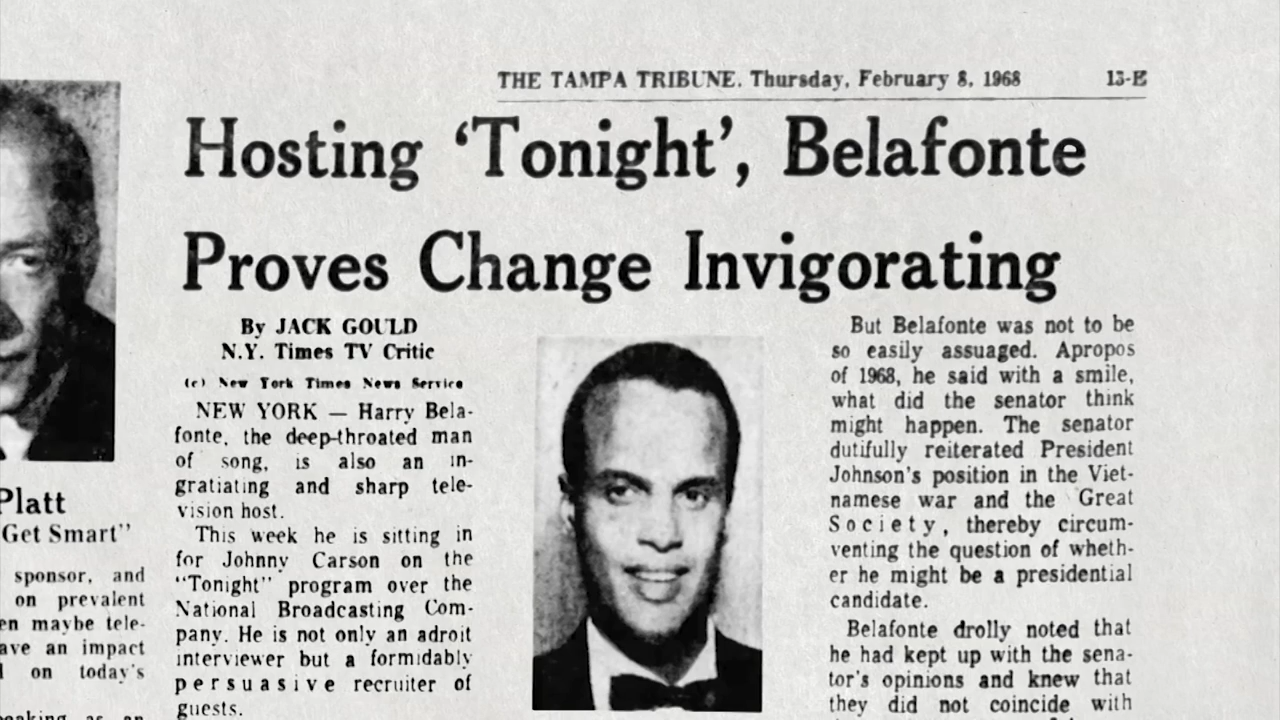 THE TAMPA TRIBUNE. Thursday, February 8, 1968 13-E
Hosting ‘Tonight’, Belafonte
Proves Change Invigorating
Platt
Get Smart”
sponsor, and
on prevalent
maybe tele-
an impact
on today's
as an
By JACK GOULD
N.Y. Times TV Critic
(c) New York Times News Service
NEW YORK — Harry Bela-
fonte, the deep-throated man
of song, is also an in-
gratiating and sharp tele-
vision host.
This week he is sitting in
for Johnny Carson on the
“Tonight” program over the
National Broadcasting Com-
pany. He is not only an adroit
interviewer but a formidably
persuasive recruiter of
guests.
But Belafonte was not to be
so easily assuaged. Apropos
of 1968, he said with a smile,
what did the senator think
might happen. The senator
dutifully reiterated President
Johnson's position in the Viet-
namese war and the Great
Society, thereby circum-
venting the question of wheth-
er he might be a presidential
candidate.
Belafonte drolly noted that
he had kept up with the sena-
tor's opinions and knew that
they did not coincide with